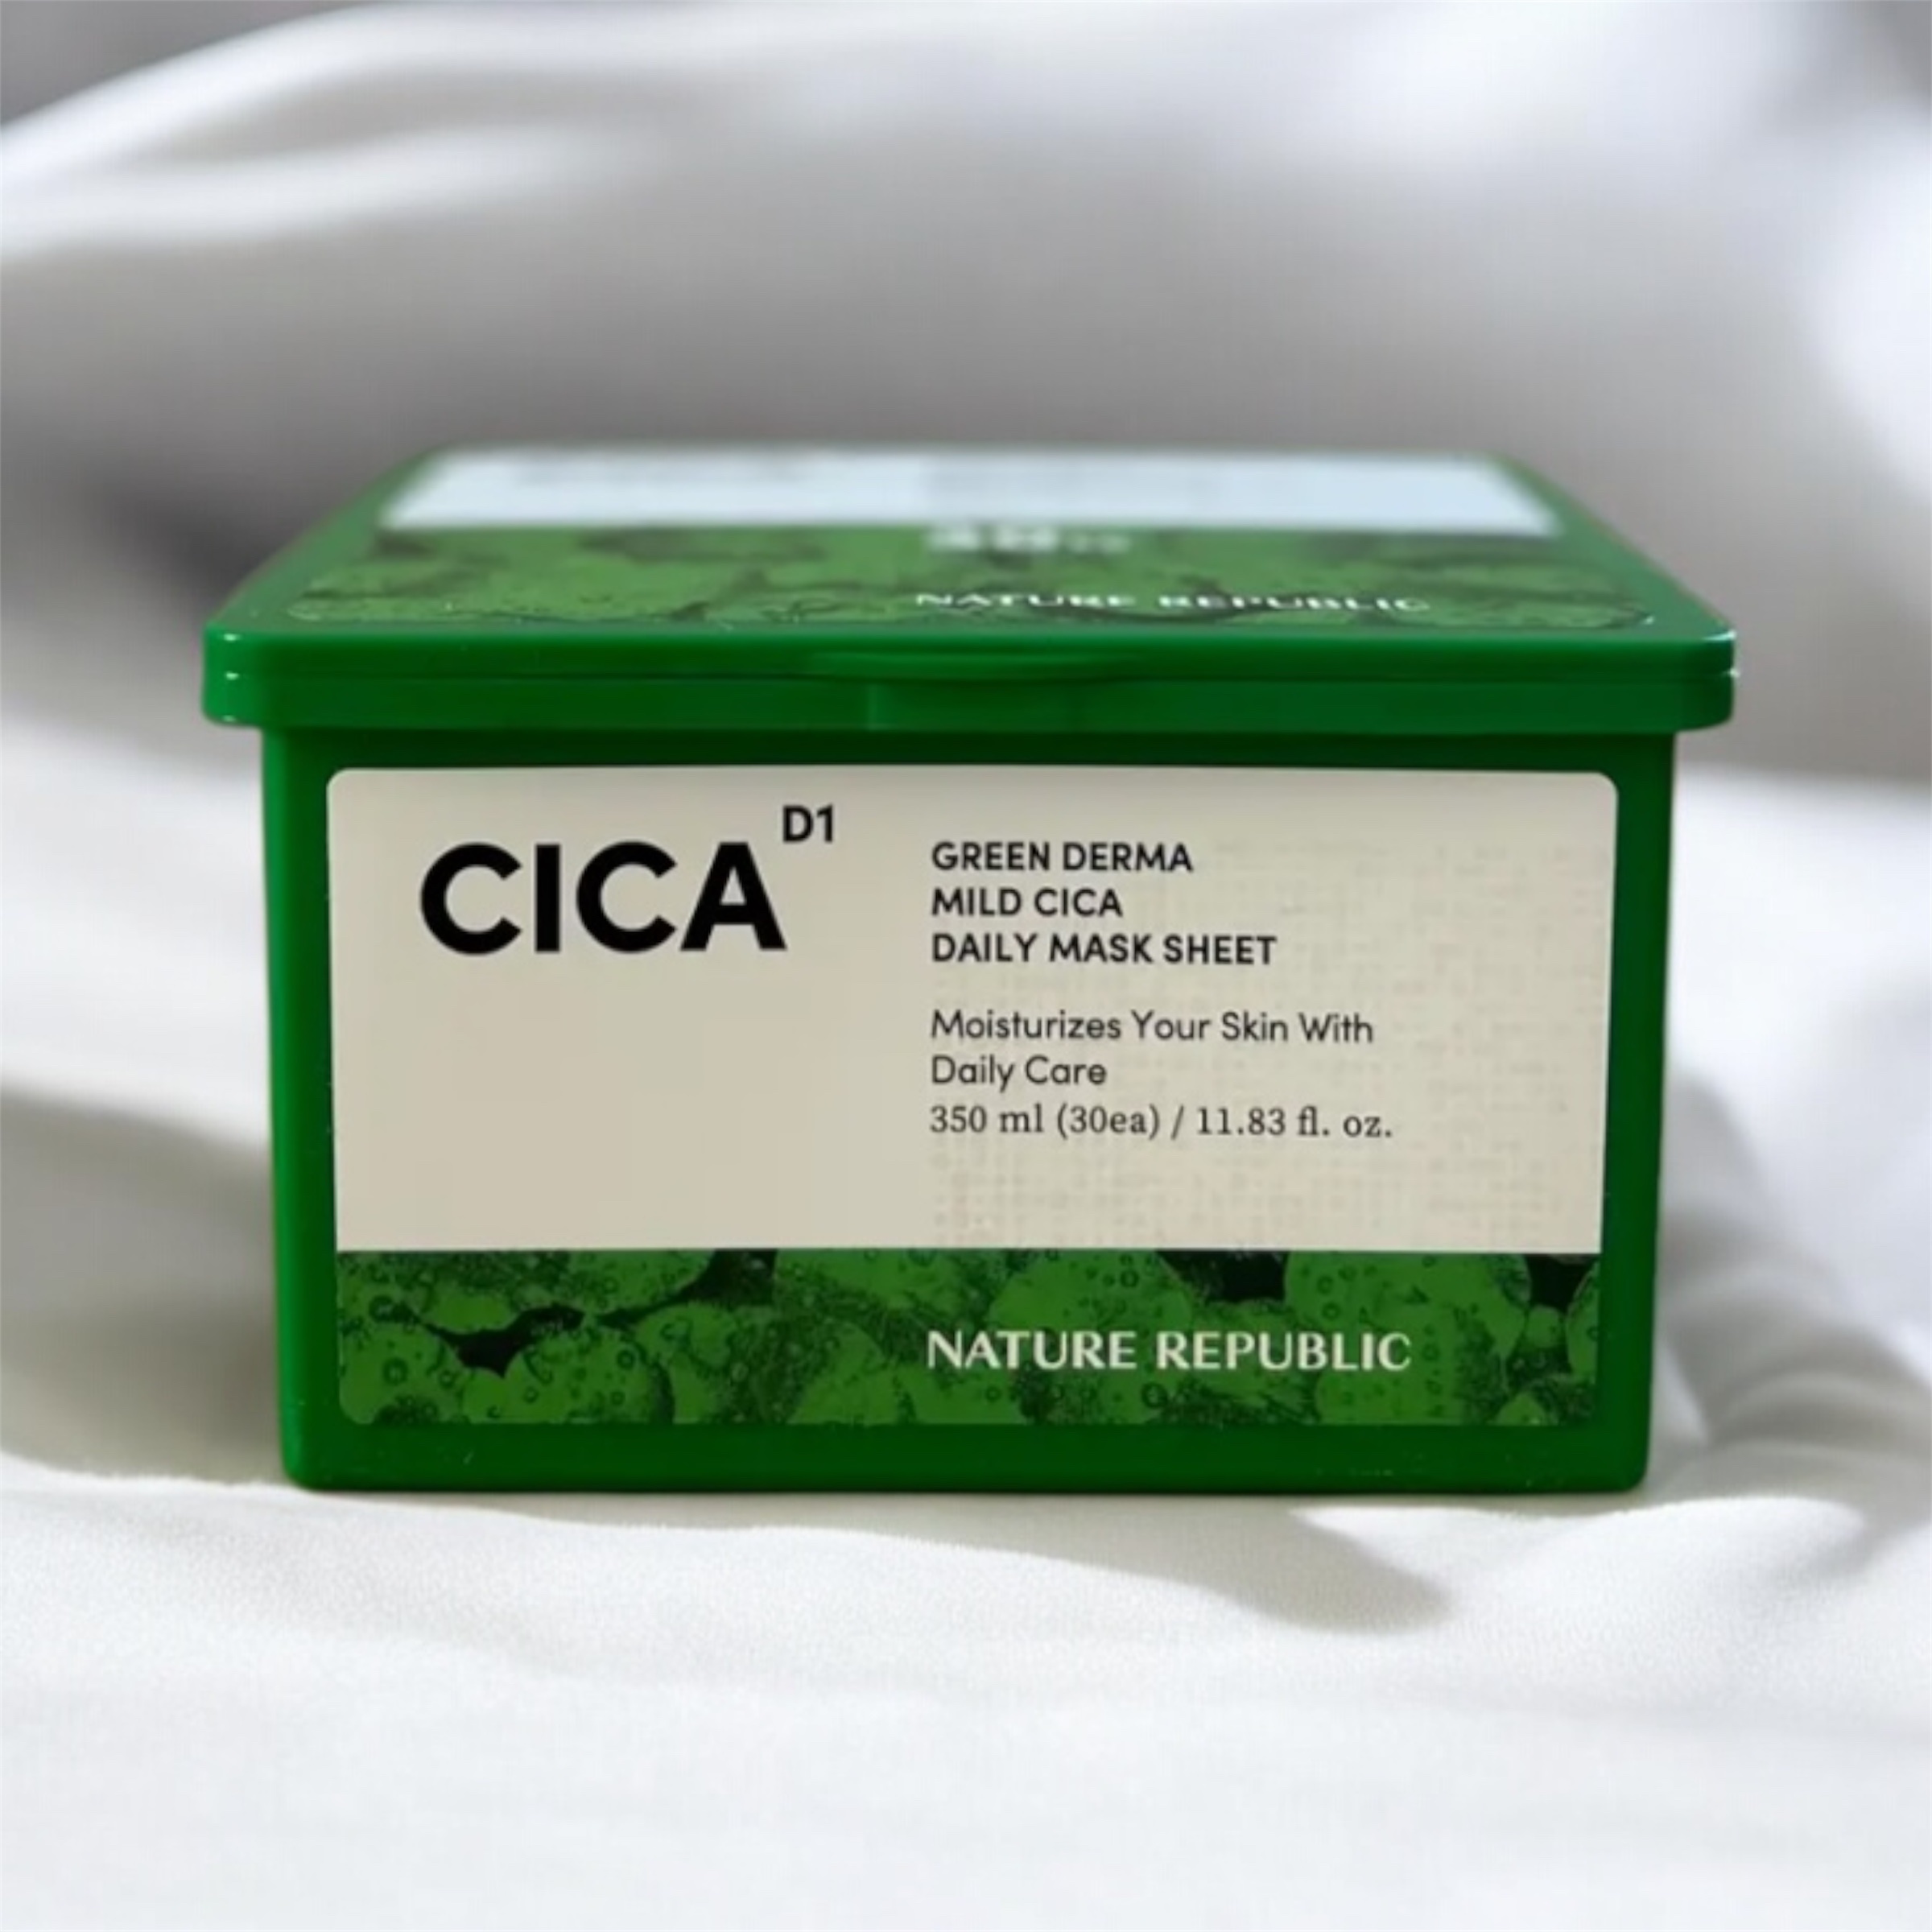 NATURE REPUBLIC
CICA D1
GREEN DERMA
MILD CICA
DAILY MASK SHEET
Moisturizes Your Skin With
Daily Care
350 ml (30ea) / 11.83 fl. oz.
NATURE REPUBLIC